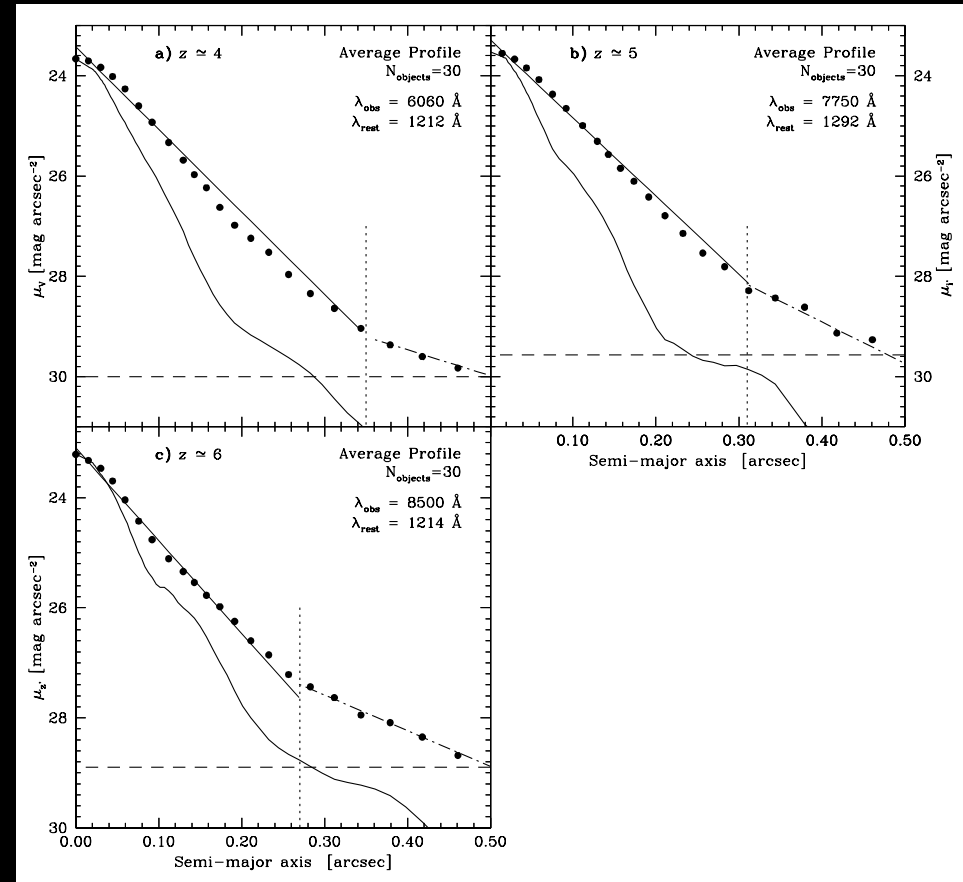 a) z ≃ 4
Average Profile
N_objects=30
λ_obs = 6060 Å
λ_rest = 1212 Å
24
26
28
30
μ_V [mag arcsec⁻²]
b) z ≃ 5
Average Profile
N_objects=30
λ_obs = 7750 Å
λ_rest = 1292 Å
24
26
28
30
μ_i' [mag arcsec⁻²]
0.10 0.20 0.30 0.40 0.50
Semi-major axis [arcsec]
c) z ≃ 6
Average Profile
N_objects=30
λ_obs = 8500 Å
λ_rest = 1214 Å
24
26
28
30
μ_z' [mag arcsec⁻²]
0.00 0.10 0.20 0.30 0.40 0.50
Semi-major axis [arcsec]